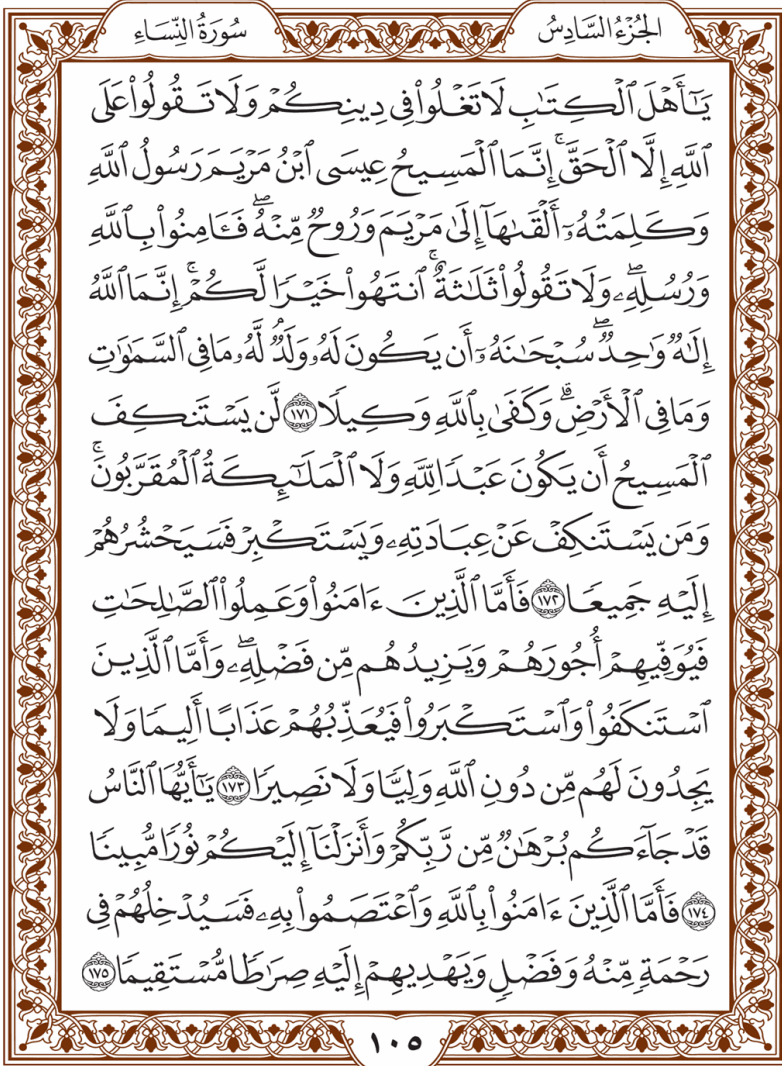 الجُزْءُ السَّادِسُ
سُورَةُ النِّسَاءِ
يَـٰٓأَهْلَ ٱلْكِتَـٰبِ لَا تَغْلُوا۟ فِى دِينِكُمْ وَلَا تَقُولُوا۟ عَلَى
ٱللَّهِ إِلَّا ٱلْحَقَّ ۚ إِنَّمَا ٱلْمَسِيحُ عِيسَى ٱبْنُ مَرْيَمَ رَسُولُ ٱللَّهِ
وَكَلِمَتُهُۥٓ أَلْقَىٰهَآ إِلَىٰ مَرْيَمَ وَرُوحٌ مِّنْهُ ۖ فَـَٔامِنُوا۟ بِٱللَّهِ
وَرُسُلِهِۦ ۖ وَلَا تَقُولُوا۟ ثَلَـٰثَةٌ ۚ ٱنتَهُوا۟ خَيْرًا لَّكُمْ ۚ إِنَّمَا ٱللَّهُ
إِلَـٰهٌ وَٰحِدٌ ۖ سُبْحَـٰنَهُۥٓ أَن يَكُونَ لَهُۥ وَلَدٌ ۘ لَّهُۥ مَا فِى ٱلسَّمَـٰوَٰتِ
وَمَا فِى ٱلْأَرْضِ ۗ وَكَفَىٰ بِٱللَّهِ وَكِيلًا ١٧١ لَّن يَسْتَنكِفَ
ٱلْمَسِيحُ أَن يَكُونَ عَبْدًا لِّلَّهِ وَلَا ٱلْمَلَـٰٓئِكَةُ ٱلْمُقَرَّبُونَ ۚ
وَمَن يَسْتَنكِفْ عَنْ عِبَادَتِهِۦ وَيَسْتَكْبِرْ فَسَيَحْشُرُهُمْ
إِلَيْهِ جَمِيعًا ١٧٢ فَأَمَّا ٱلَّذِينَ ءَامَنُوا۟ وَعَمِلُوا۟ ٱلصَّـٰلِحَـٰتِ
فَيُوَفِّيهِمْ أُجُورَهُمْ وَيَزِيدُهُم مِّن فَضْلِهِۦ ۖ وَأَمَّا ٱلَّذِينَ
ٱسْتَنكَفُوا۟ وَٱسْتَكْبَرُوا۟ فَيُعَذِّبُهُمْ عَذَابًا أَلِيمًا وَلَا
يَجِدُونَ لَهُم مِّن دُونِ ٱللَّهِ وَلِيًّا وَلَا نَصِيرًا ١٧٣ يَـٰٓأَيُّهَا ٱلنَّاسُ
قَدْ جَآءَكُم بُرْهَـٰنٌ مِّن رَّبِّكُمْ وَأَنزَلْنَآ إِلَيْكُمْ نُورًا مُّبِينًا
١٧٤ فَأَمَّا ٱلَّذِينَ ءَامَنُوا۟ بِٱللَّهِ وَٱعْتَصَمُوا۟ بِهِۦ فَسَيُدْخِلُهُمْ فِى
رَحْمَةٍ مِّنْهُ وَفَضْلٍ وَيَهْدِيهِمْ إِلَيْهِ صِرَٰطًا مُّسْتَقِيمًا ١٧٥
١٠٥